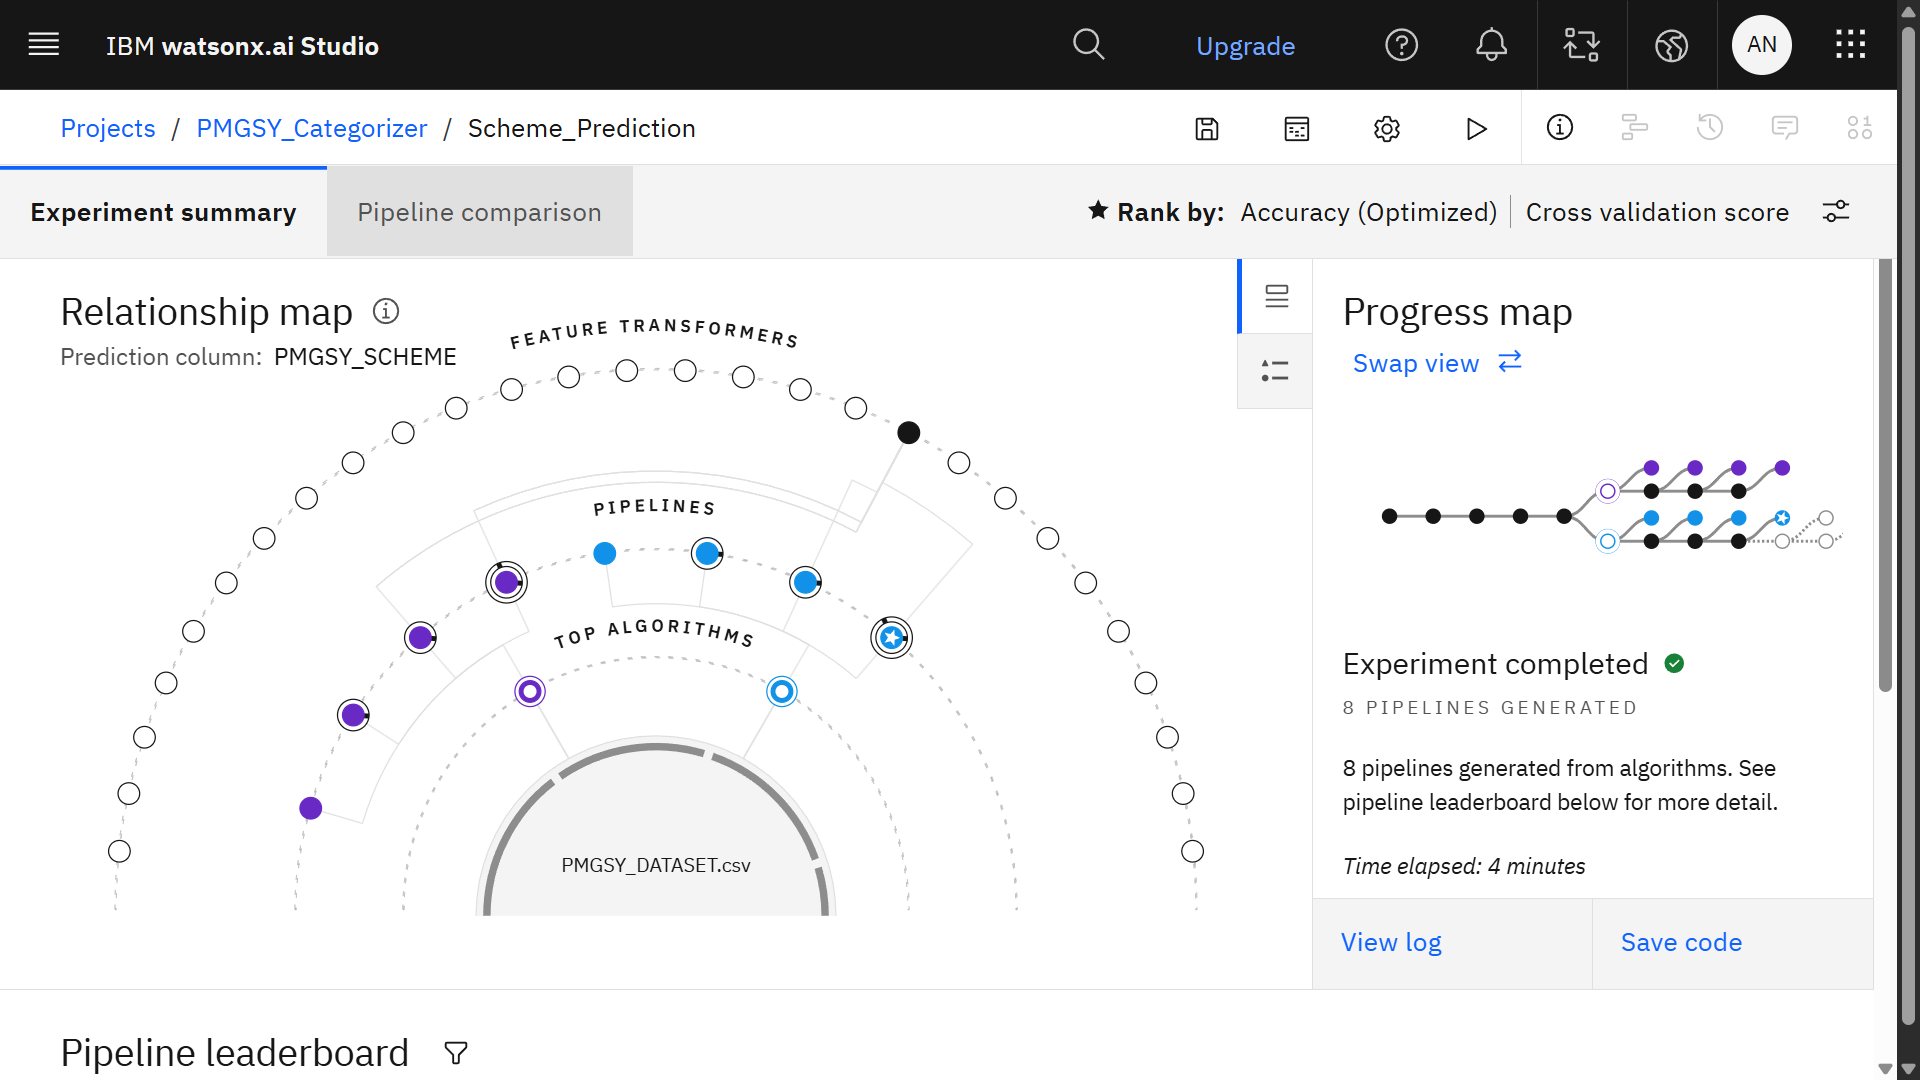 IBM watsonx.ai Studio
Upgrade
AN
Projects / PMGSY_Categorizer / Scheme_Prediction
Experiment summary
Pipeline comparison
Rank by: Accuracy (Optimized) | Cross validation score
Relationship map
Prediction column: PMGSY_SCHEME
FEATURE TRANSFORMERS
PIPELINES
TOP ALGORITHMS
PMGSY_DATASET.csv
Progress map
Swap view
Experiment completed
8 PIPELINES GENERATED
8 pipelines generated from algorithms. See
pipeline leaderboard below for more detail.
Time elapsed: 4 minutes
View log
Save code
Pipeline leaderboard